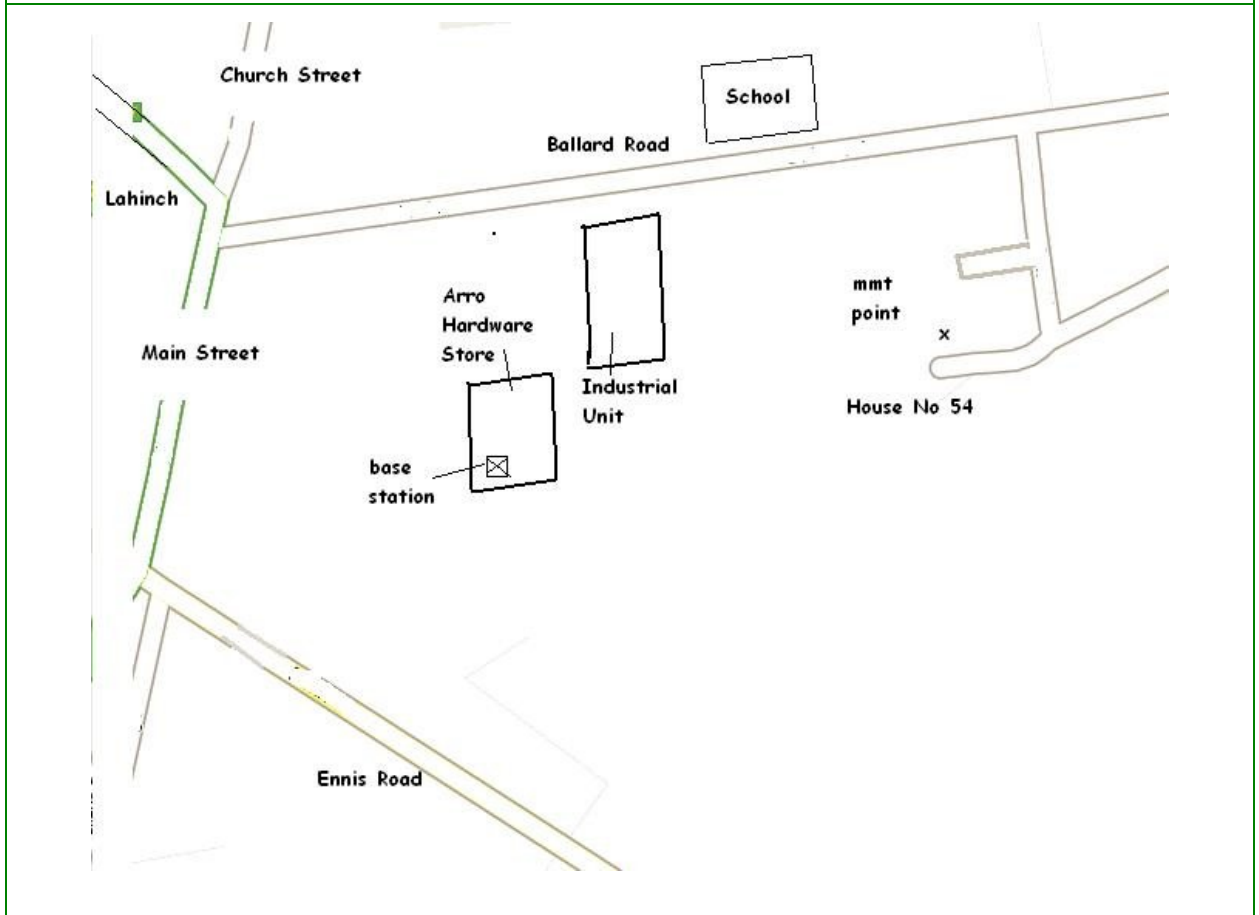 Church Street
School
Ballard Road
Lahinch
mmt
point
Arro
Hardware
Store
x
Main Street
Industrial
Unit
House No 54
base
station
Ennis Road